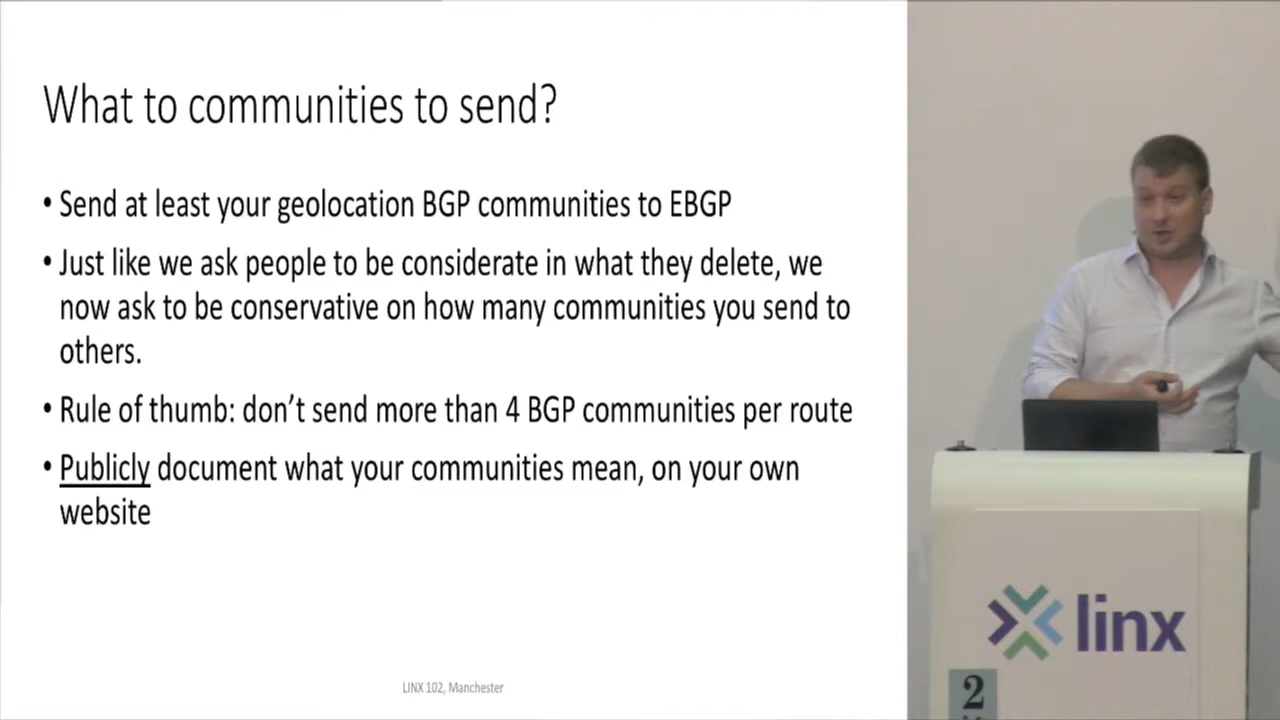 What to communities to send?
• Send at least your geolocation BGP communities to EBGP
• Just like we ask people to be considerate in what they delete, we
now ask to be conservative on how many communities you send to
others.
• Rule of thumb: don't send more than 4 BGP communities per route
• Publicly document what your communities mean, on your own
website
LINX 102, Manchester
linx
2